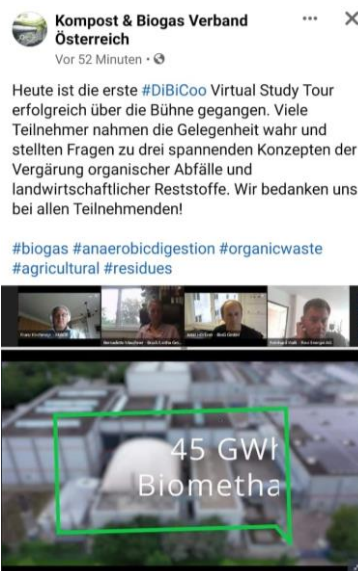 Kompost & Biogas Verband
Österreich
Vor 52 Minuten •
Heute ist die erste #DiBiCoo Virtual Study Tour
erfolgreich über die Bühne gegangen. Viele
Teilnehmer nahmen die Gelegenheit wahr und
stellten Fragen zu drei spannenden Konzepten der
Vergärung organischer Abfälle und
landwirtschaftlicher Reststoffe. Wir bedanken uns
bei allen Teilnehmenden!
#biogas #anaerobicdigestion #organicwaste
#agricultural #residues
45 GWh
Biometha